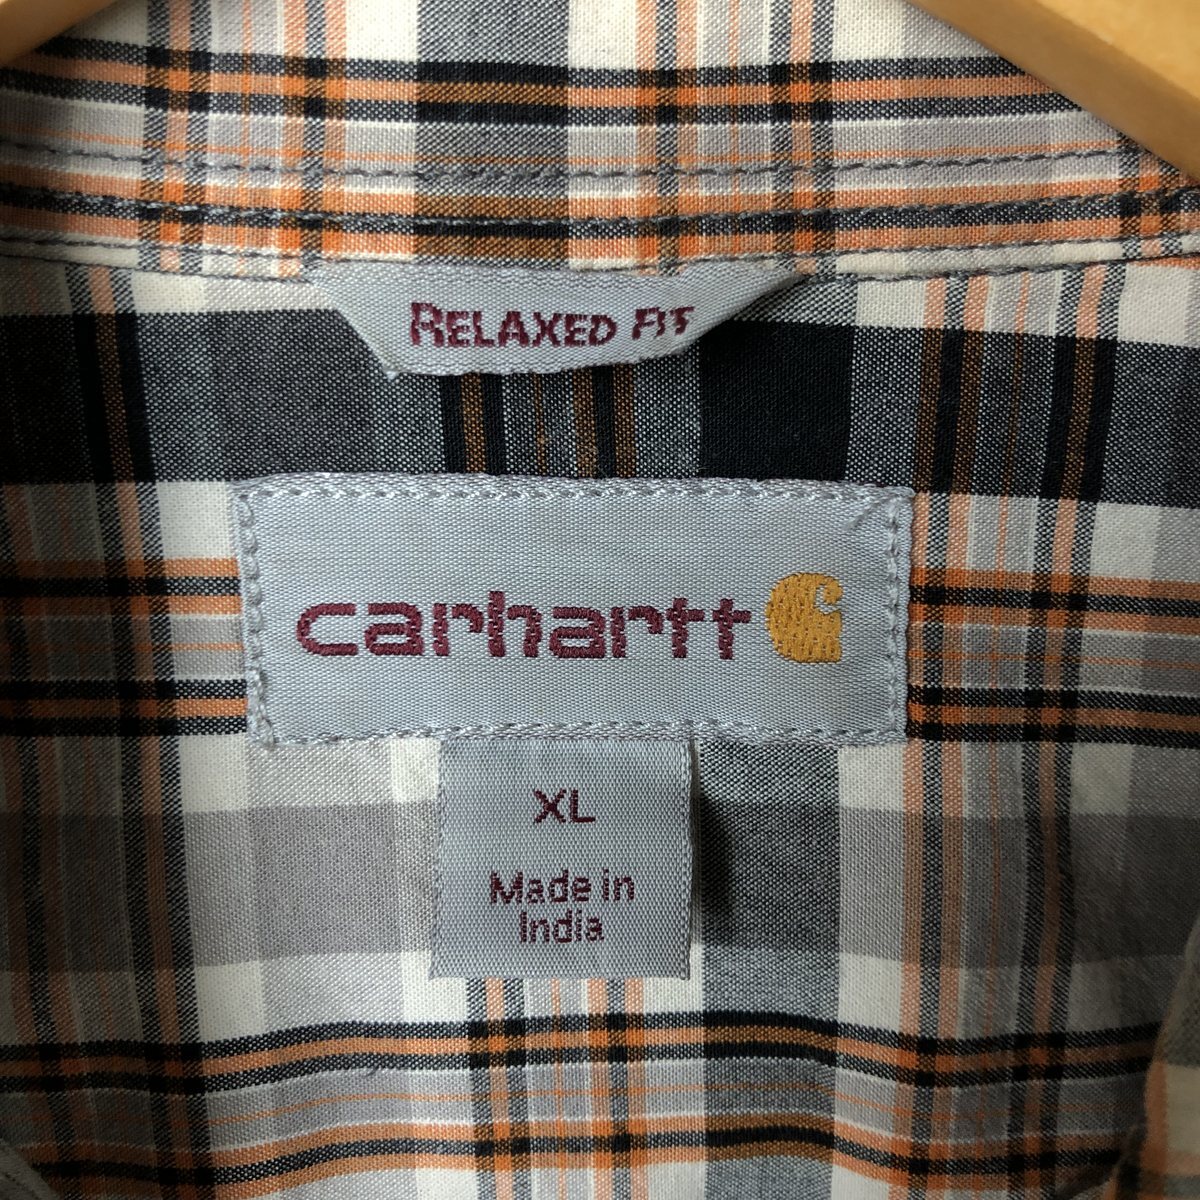 RELAXED FIT
carhartt
XL
Made in
India